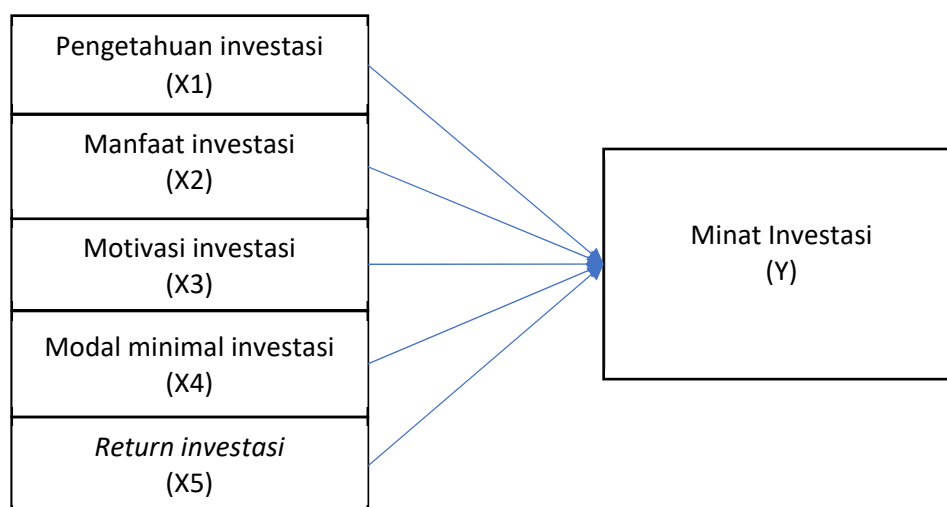 Pengetahuan investasi
(X1)
Manfaat investasi
(X2)
Motivasi investasi
(X3)
Modal minimal investasi
(X4)
Return investasi
(X5)
Minat Investasi
(Y)